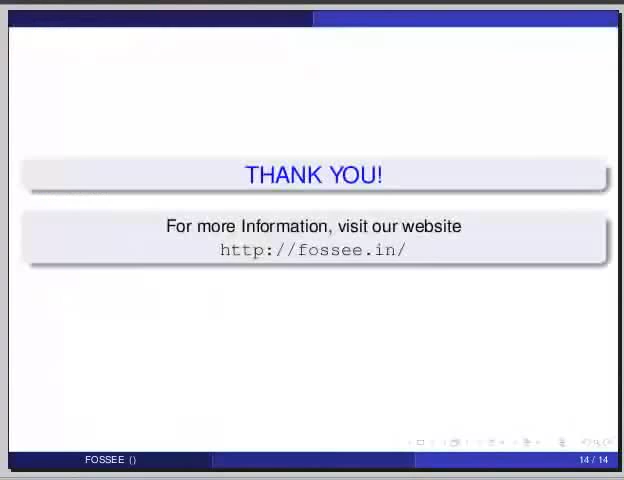 THANK YOU!
For more Information, visit our website
http://fossee.in/
FOSSEE ()
14 / 14